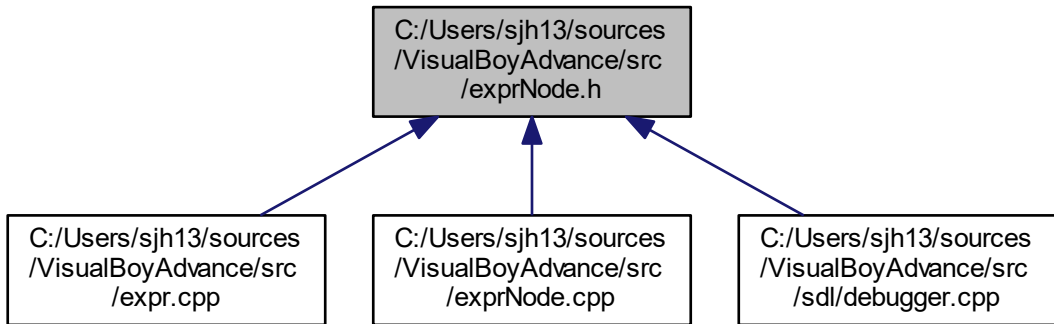 C:/Users/sjh13/sources
/VisualBoyAdvance/src
/exprNode.h
C:/Users/sjh13/sources
/VisualBoyAdvance/src
/expr.cpp
C:/Users/sjh13/sources
/VisualBoyAdvance/src
/exprNode.cpp
C:/Users/sjh13/sources
/VisualBoyAdvance/src
/sdl/debugger.cpp